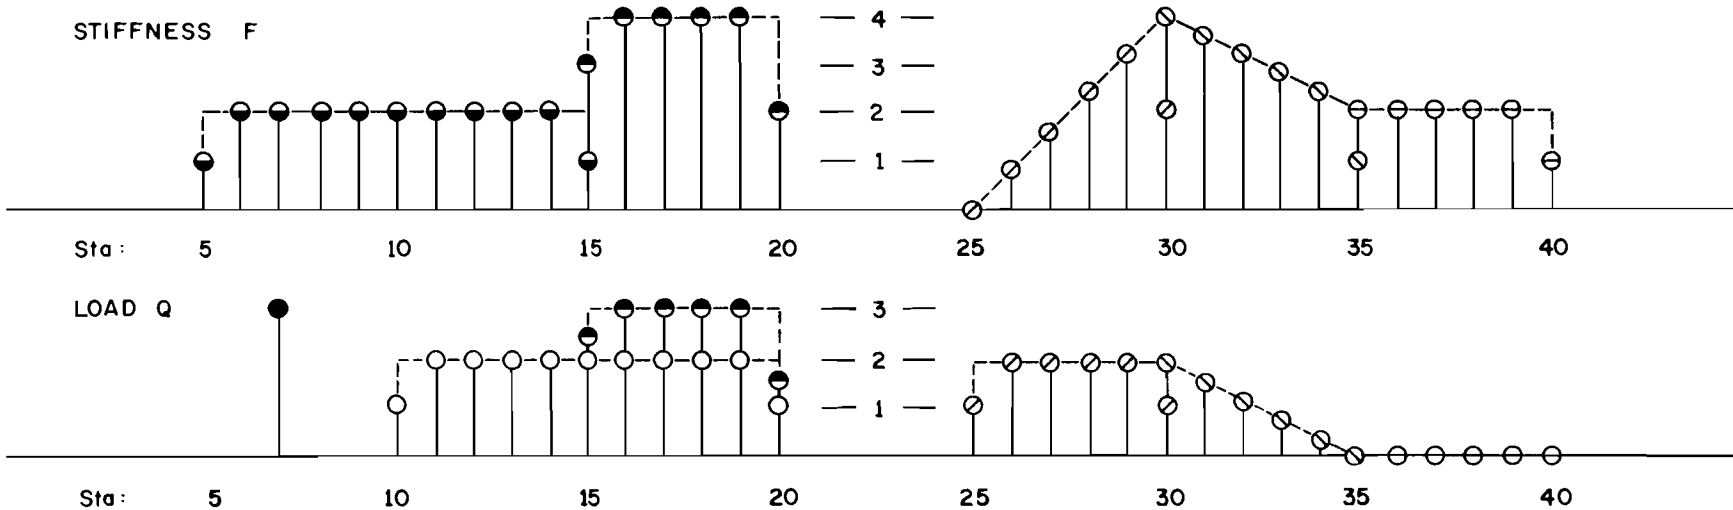 STIFFNESS F
— 4 —
— 3 —
— 2 —
— 1 —
Sta: 5 10 15 20 25 30 35 40
LOAD Q
— 3 —
— 2 —
— 1 —
Sta: 5 10 15 20 25 30 35 40